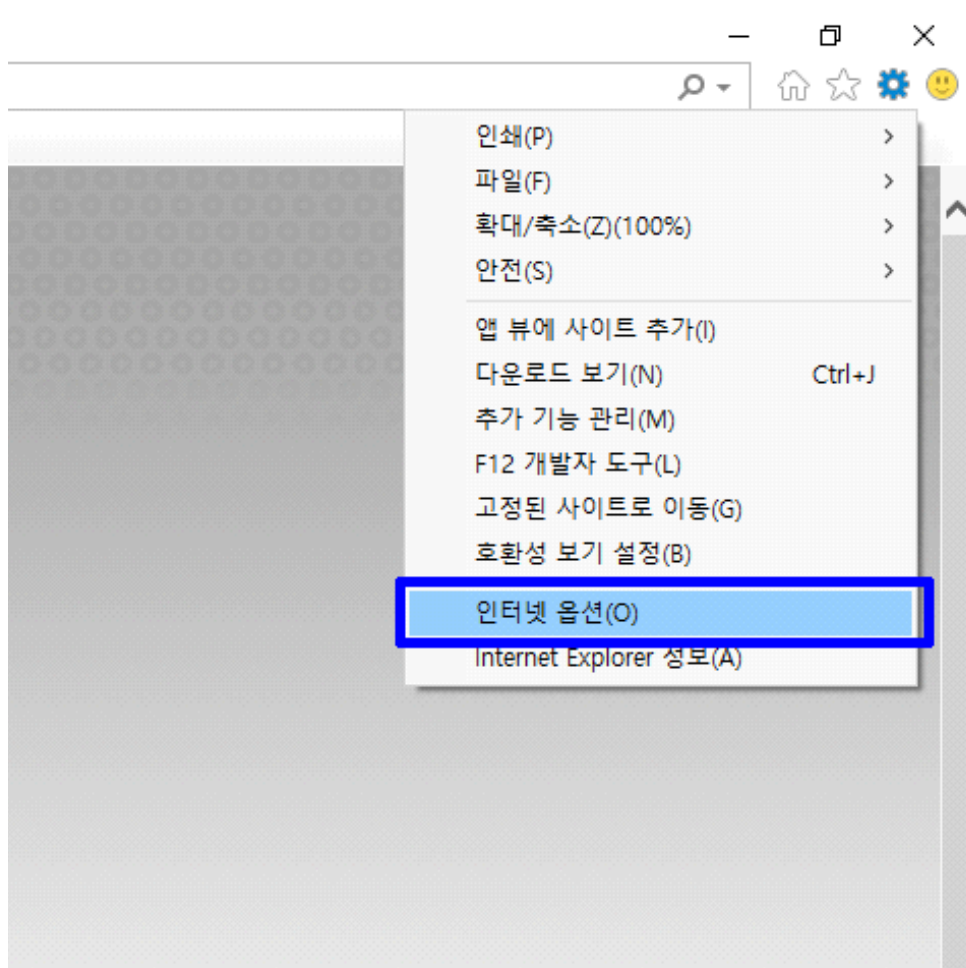 인쇄(P)
파일(F)
확대/축소(Z)(100%)
안전(S)
앱 뷰에 사이트 추가(I)
다운로드 보기(N) Ctrl+J
추가 기능 관리(M)
F12 개발자 도구(L)
고정된 사이트로 이동(G)
호환성 보기 설정(B)
인터넷 옵션(O)
Internet Explorer 정보(A)